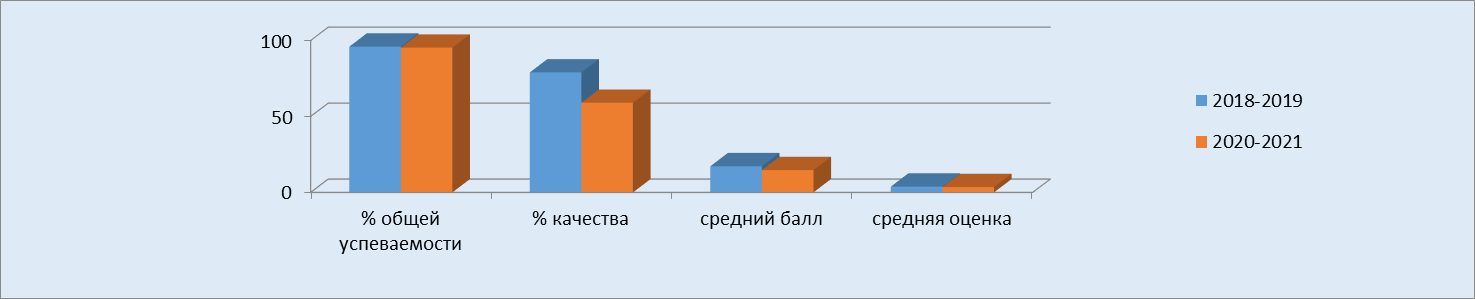 100
50
0
% общей
успеваемости
% качества
средний балл
средняя оценка
2018-2019
2020-2021